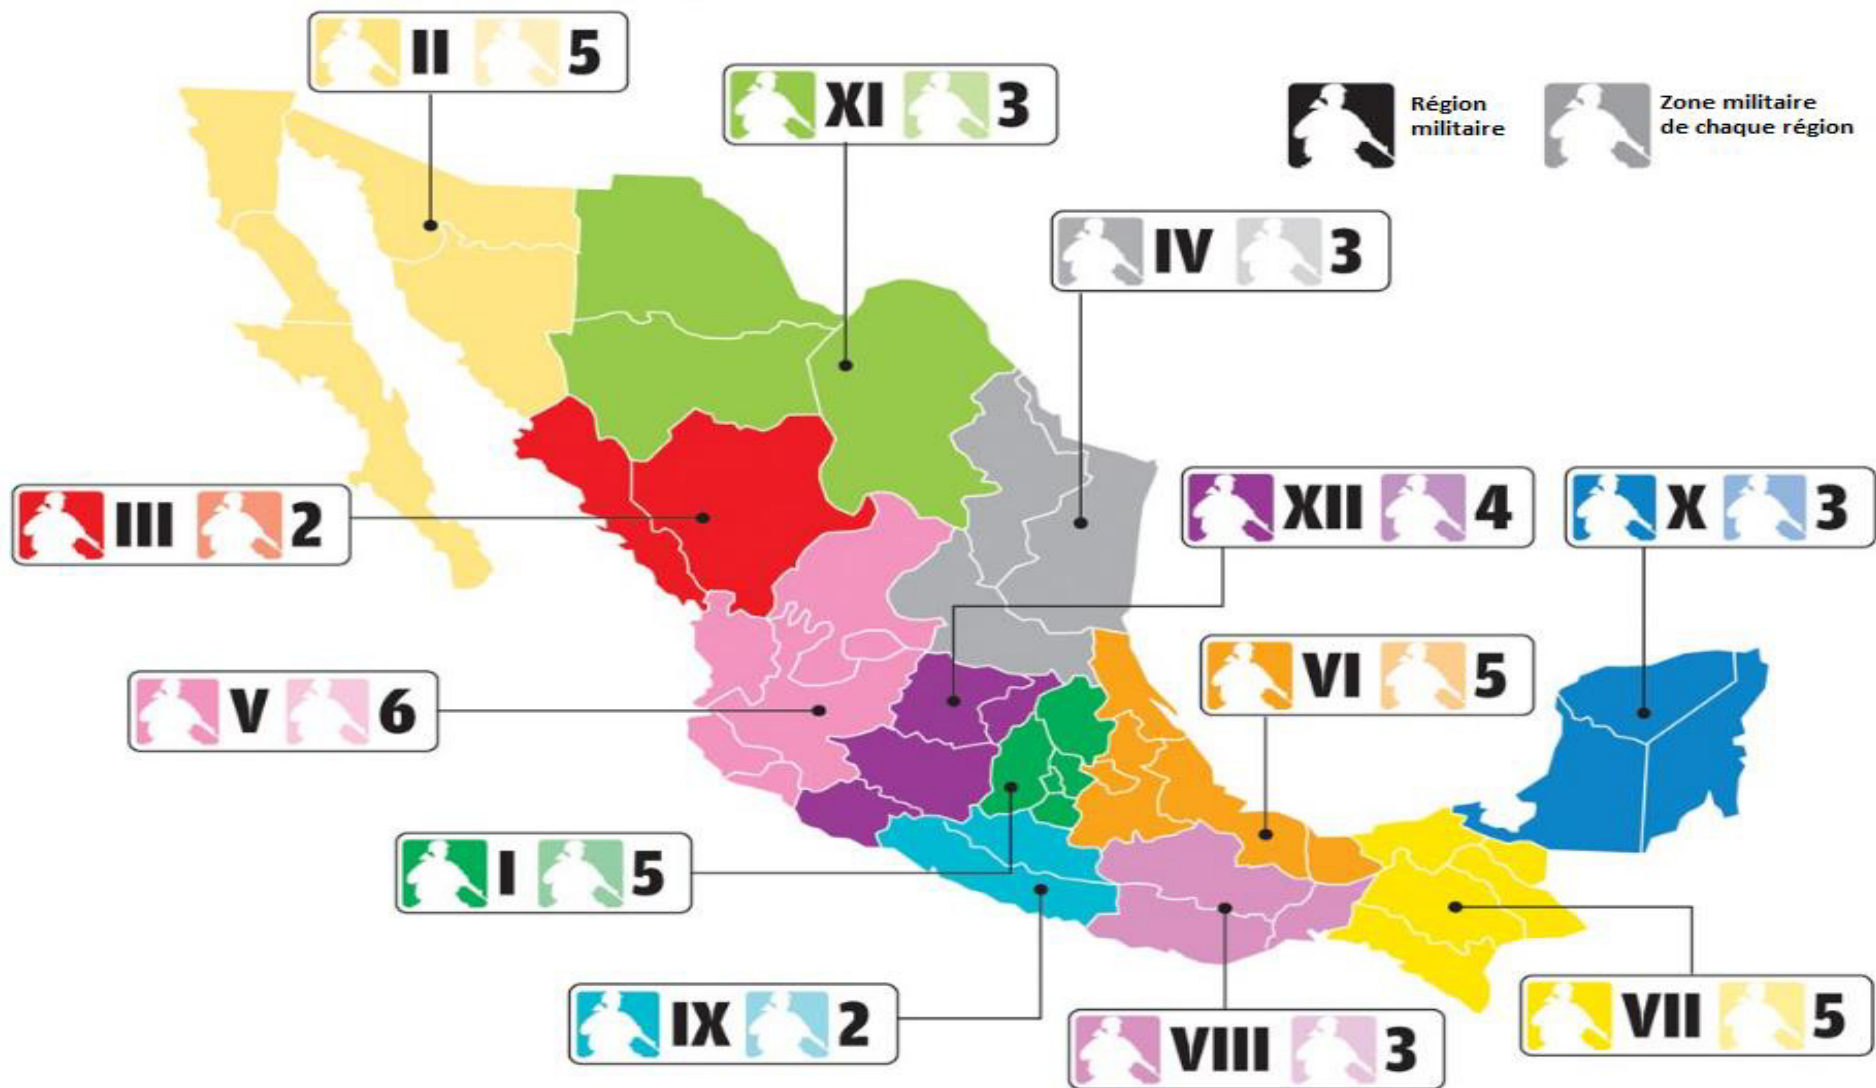 II 5
XI 3
Région
militaire
Zone militaire
de chaque région
IV 3
III 2
XII 4
X 3
V 6
VI 5
I 5
IX 2
VIII 3
VII 5